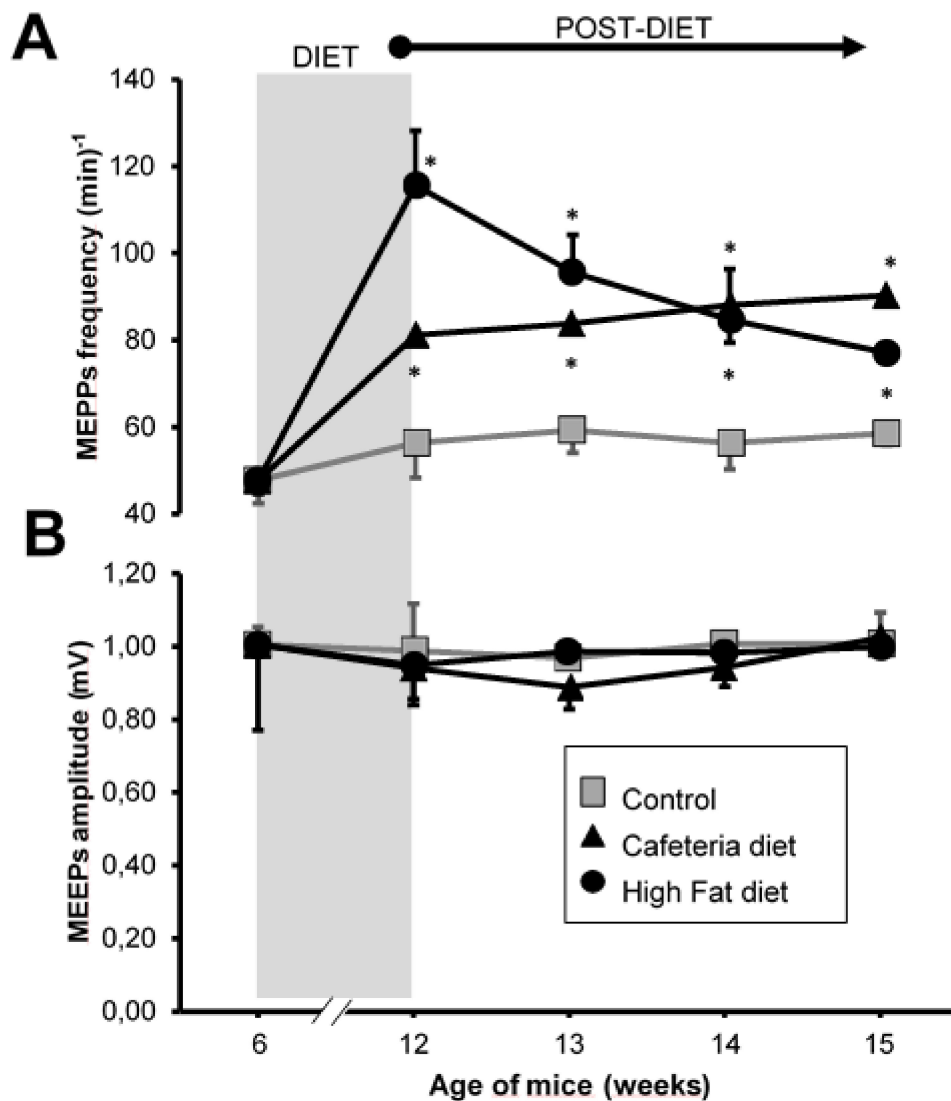 A
POST-DIET
DIET
140
120
100
80
60
40
MEPPs frequency (min)-1
*
*
*
*
*
*
*
*
B
1,20
1,00
0,80
0,60
0,40
0,20
0,00
MEEPs amplitude (mV)
Control
Cafeteria diet
High Fat diet
6
12
13
14
15
Age of mice (weeks)